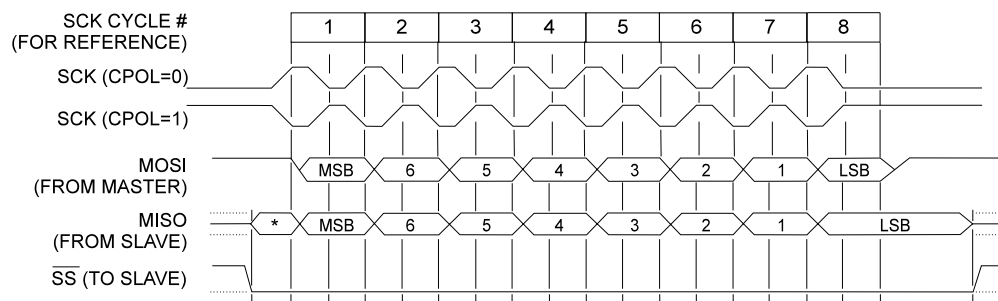 SCK CYCLE #
(FOR REFERENCE)
1 2 3 4 5 6 7 8
SCK (CPOL=0)
SCK (CPOL=1)
MOSI
(FROM MASTER)
MSB 6 5 4 3 2 1 LSB
MISO
(FROM SLAVE)
* MSB 6 5 4 3 2 1 LSB
S̅S̅ (TO SLAVE)